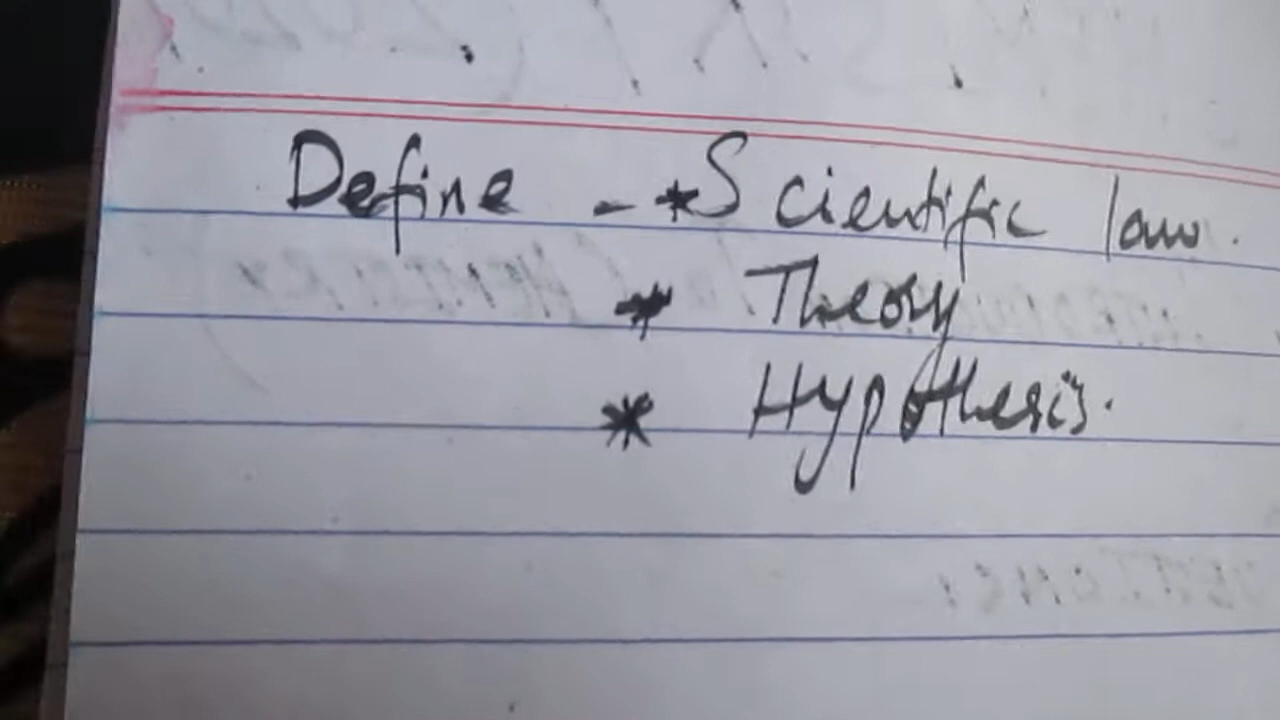 Define - * Scientific law.
* Theory
* Hypothesis.